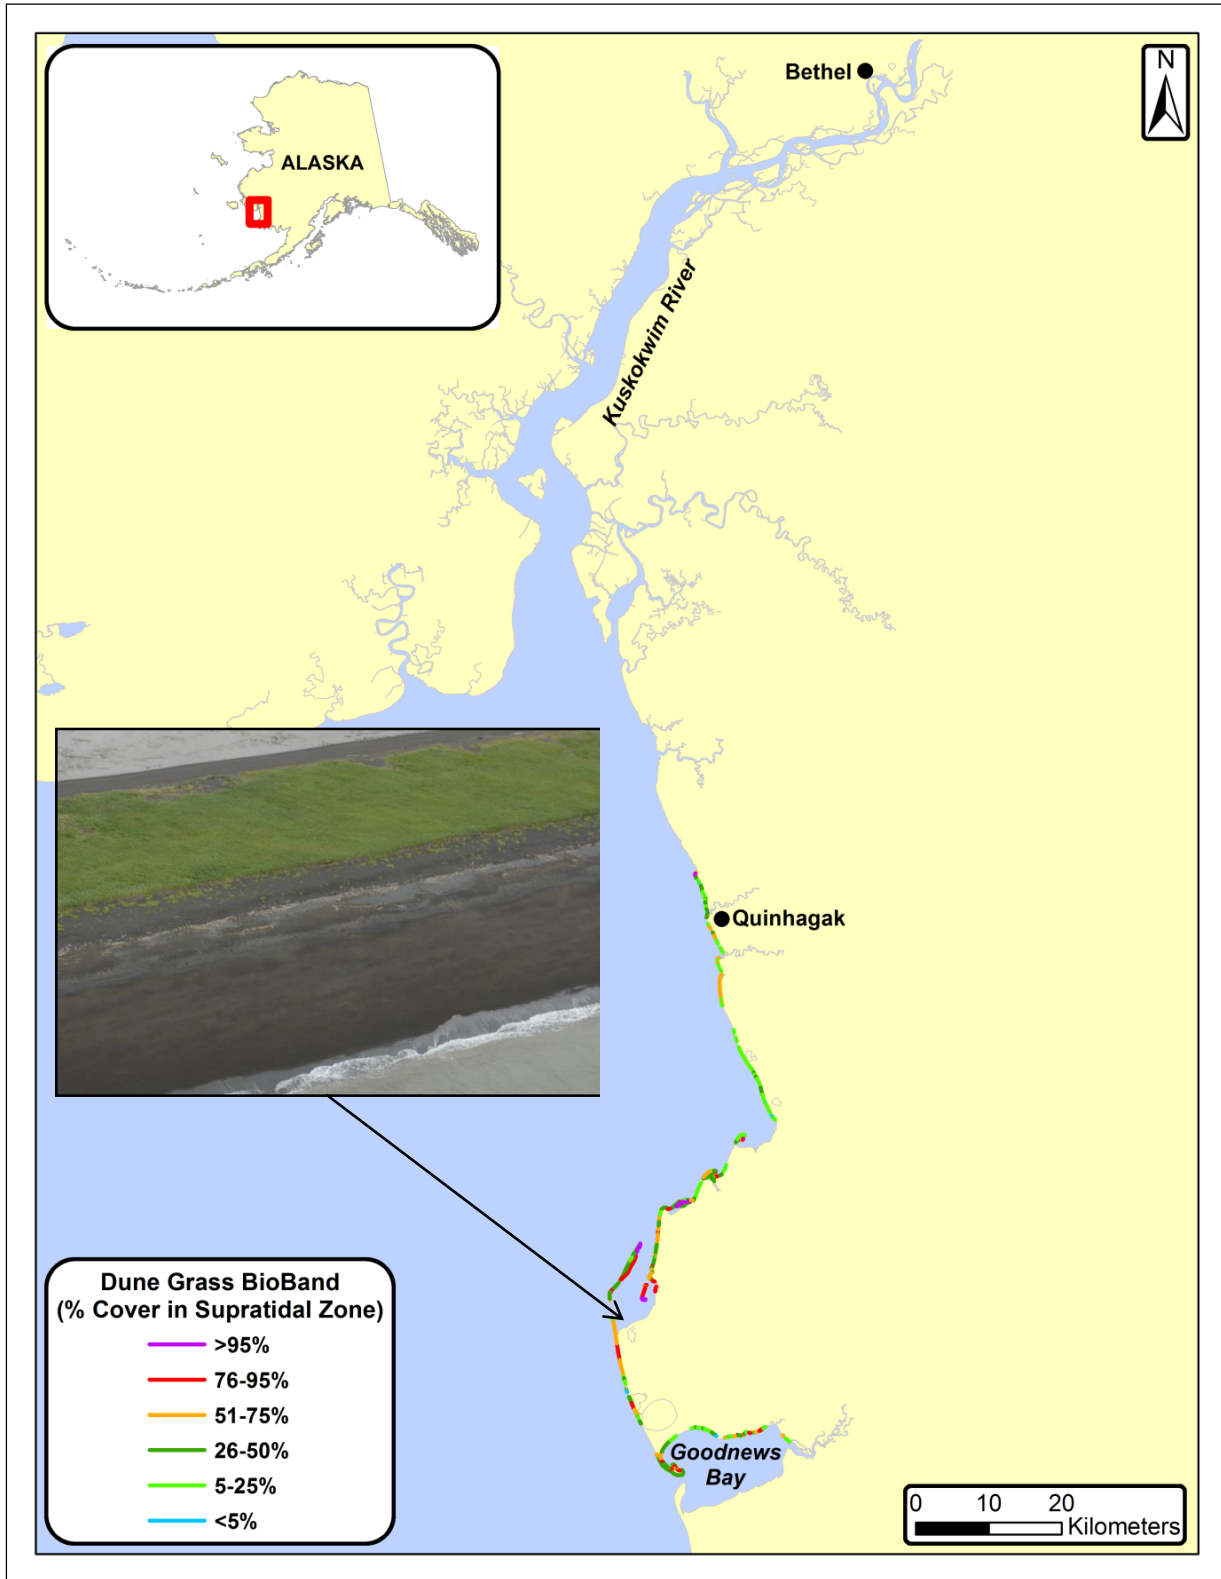 ALASKA
N
Bethel
Kuskokwim River
Quinhagak
Goodnews
Bay
Dune Grass BioBand
(% Cover in Supratidal Zone)
>95%
76-95%
51-75%
26-50%
5-25%
<5%
0 10 20
Kilometers